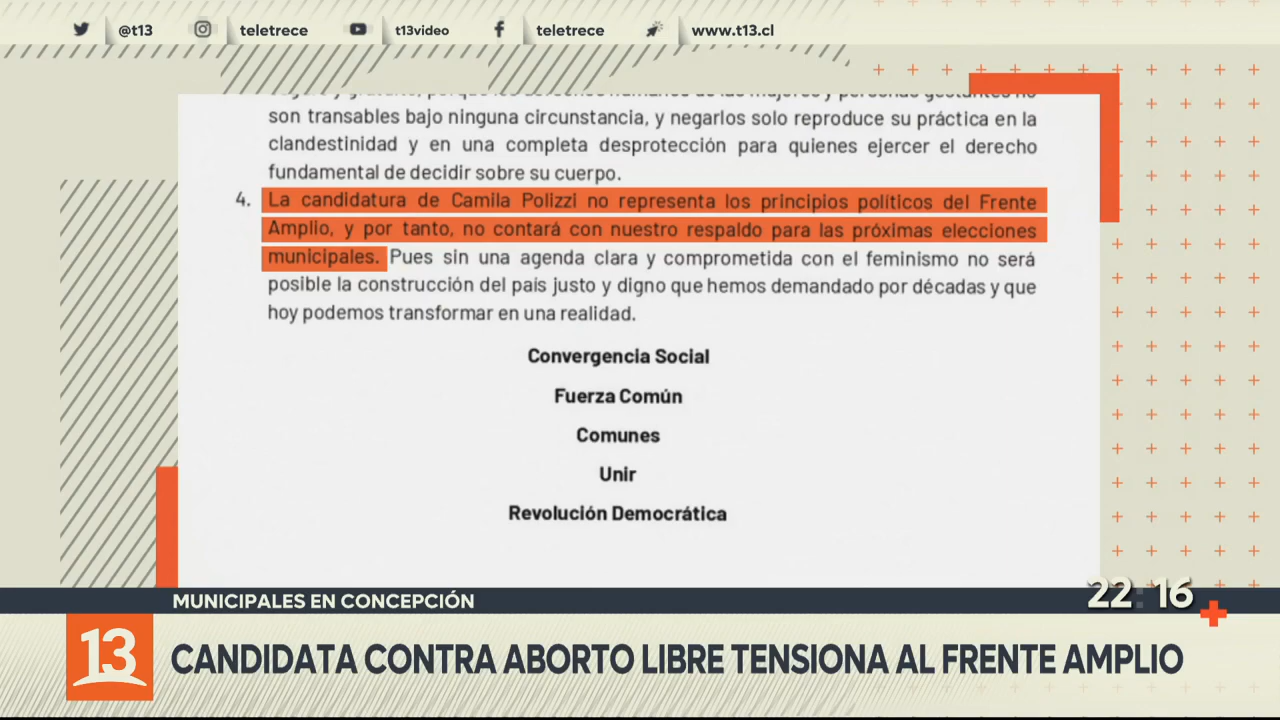 @t13 teletrece t13video teletrece www.t13.cl
son transables bajo ninguna circunstancia, y negarlos solo reproduce su práctica en la
clandestinidad y en una completa desprotección para quienes ejercer el derecho
fundamental de decidir sobre su cuerpo.
4. La candidatura de Camila Polizzi no representa los principios políticos del Frente
Amplio, y por tanto, no contará con nuestro respaldo para las próximas elecciones
municipales. Pues sin una agenda clara y comprometida con el feminismo no será
posible la construcción del país justo y digno que hemos demandado por décadas y que
hoy podemos transformar en una realidad.
Convergencia Social
Fuerza Común
Comunes
Unir
Revolución Democrática
MUNICIPALES EN CONCEPCIÓN
22:16
13
CANDIDATA CONTRA ABORTO LIBRE TENSIONA AL FRENTE AMPLIO